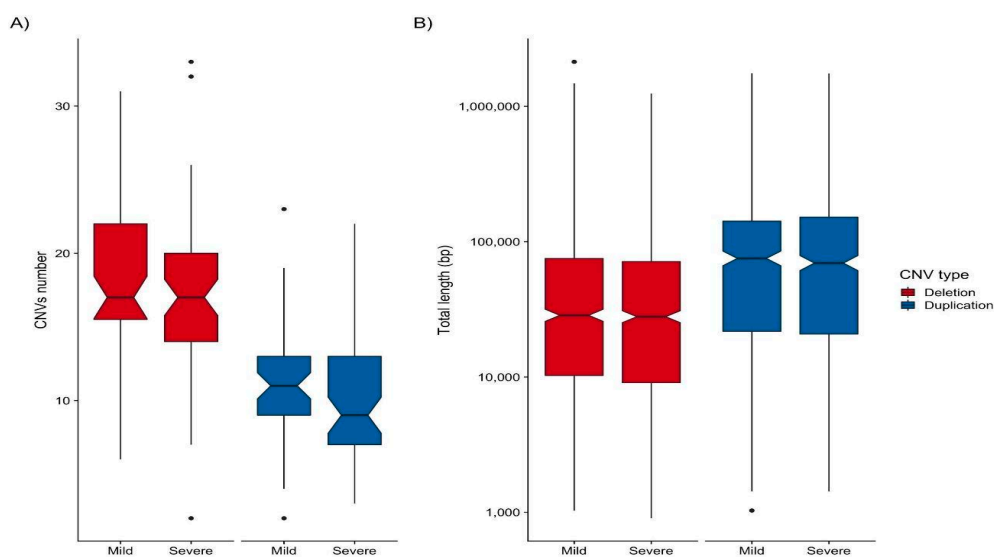 A)
CNVs number
30
20
10
Mild
Severe
Mild
Severe
B)
Total length (bp)
1,000,000
100,000
10,000
1,000
Mild
Severe
Mild
Severe
CNV type
Deletion
Duplication